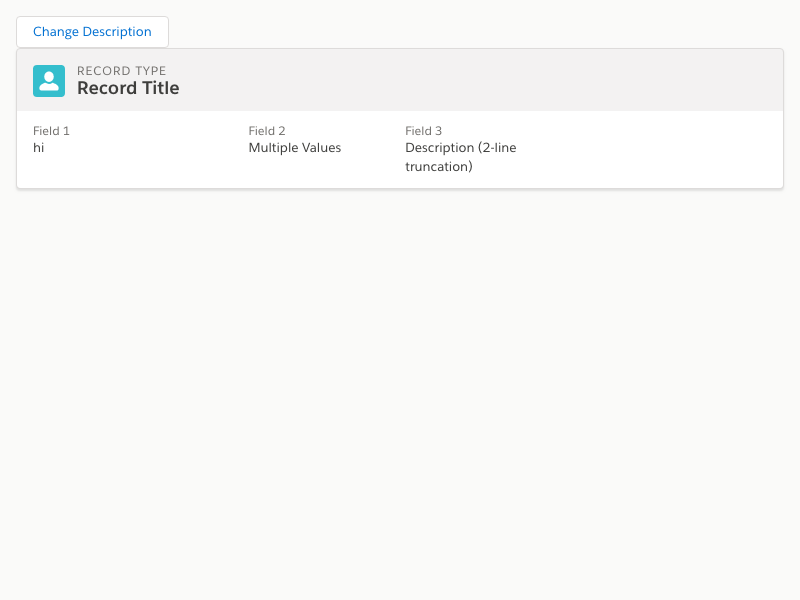 Change Description
RECORD TYPE
Record Title
Field 1
hi
Field 2
Multiple Values
Field 3
Description (2-line
truncation)